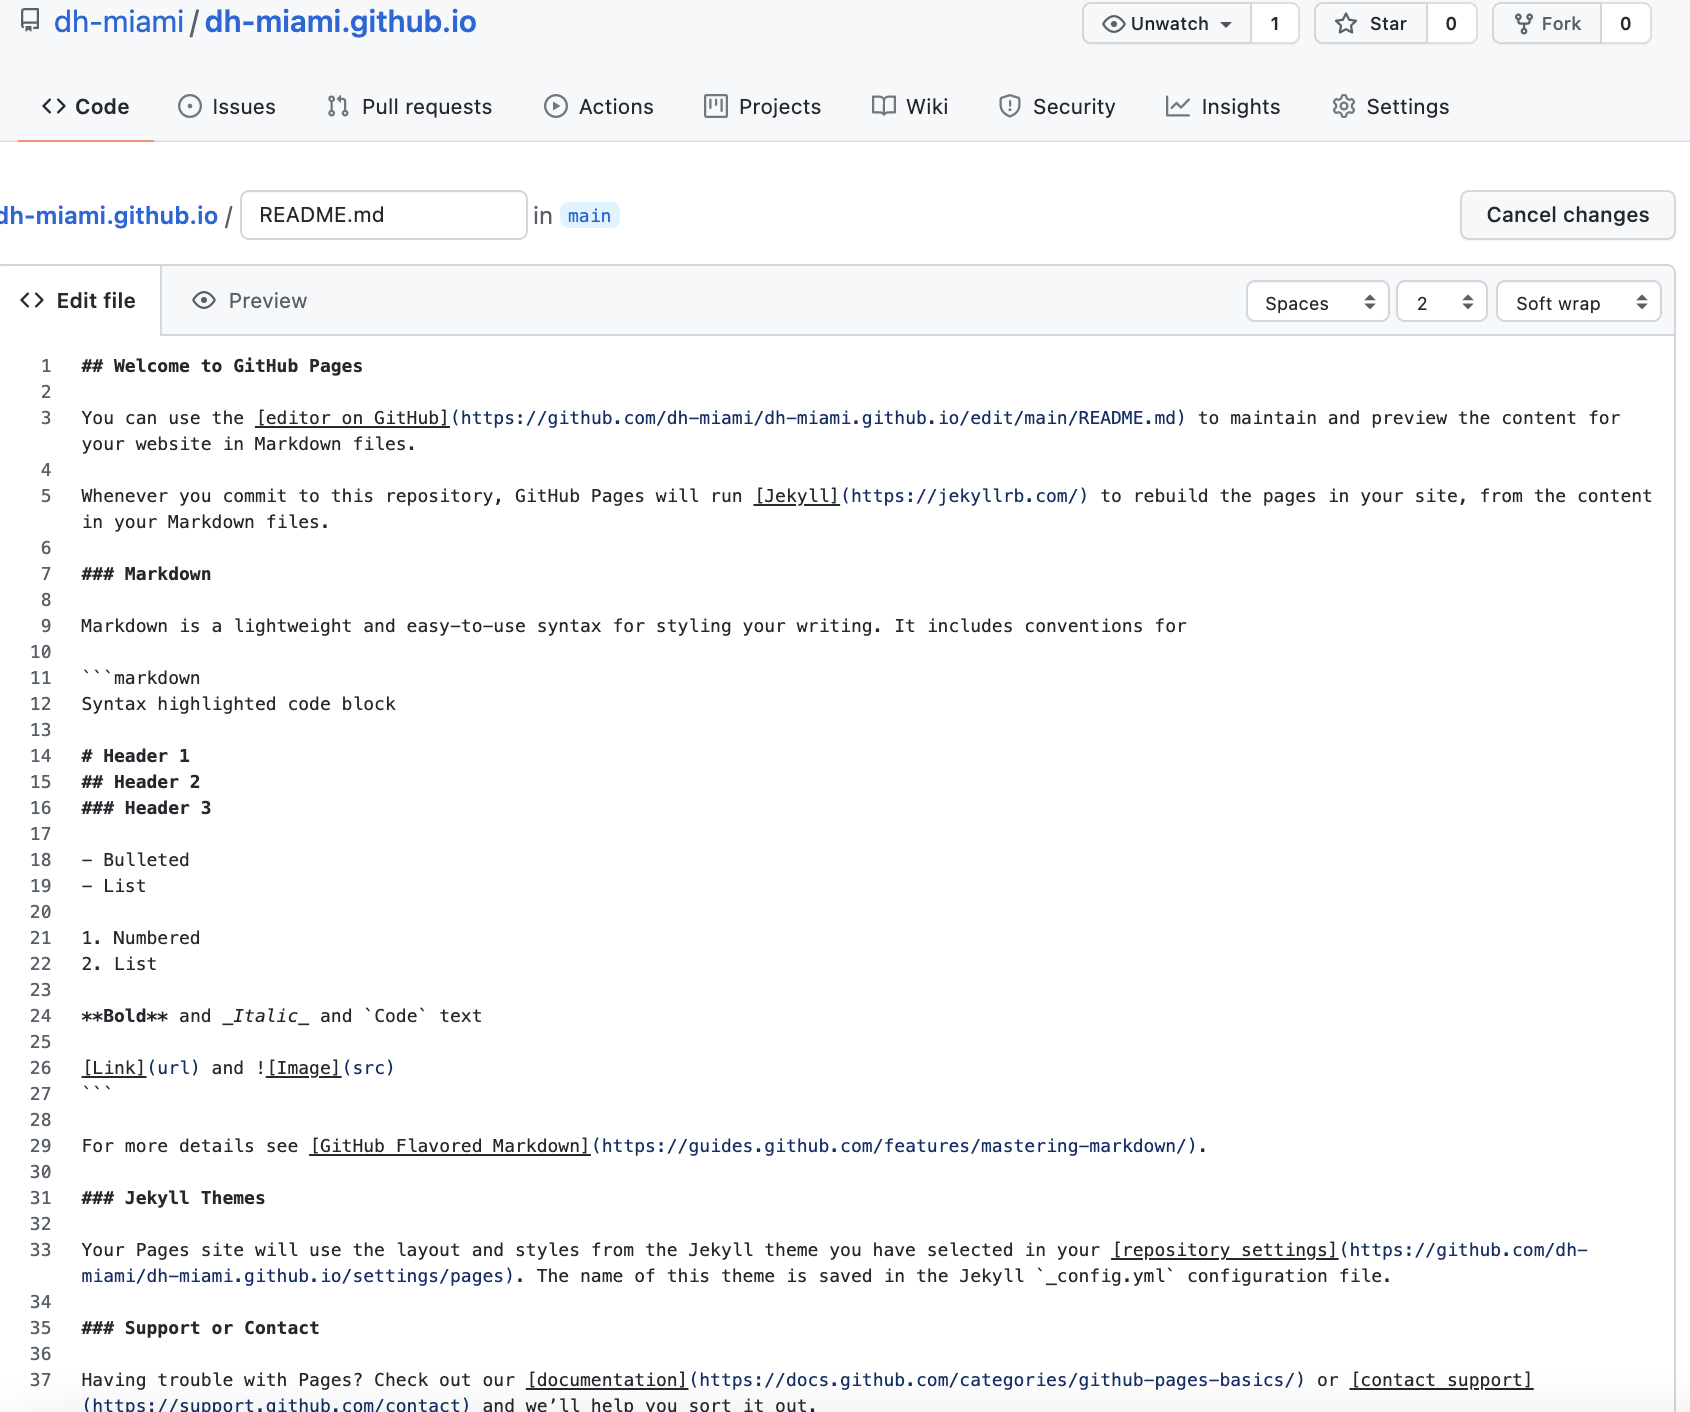 dh-miami / dh-miami.github.io
Unwatch 1 Star 0 Fork 0
Code Issues Pull requests Actions Projects Wiki Security Insights Settings
dh-miami.github.io / README.md in main Cancel changes
Edit file Preview Spaces 2 Soft wrap
1 ## Welcome to GitHub Pages
2
3 You can use the [editor on GitHub](https://github.com/dh-miami/dh-miami.github.io/edit/main/README.md) to maintain and preview the content for
your website in Markdown files.
4
5 Whenever you commit to this repository, GitHub Pages will run [Jekyll](https://jekyllrb.com/) to rebuild the pages in your site, from the content
in your Markdown files.
6
7 ### Markdown
8
9 Markdown is a lightweight and easy-to-use syntax for styling your writing. It includes conventions for
10
11 ```markdown
12 Syntax highlighted code block
13
14 # Header 1
15 ## Header 2
16 ### Header 3
17
18 - Bulleted
19 - List
20
21 1. Numbered
22 2. List
23
24 **Bold** and _Italic_ and `Code` text
25
26 [Link](url) and ![Image](src)
27 ```
28
29 For more details see [GitHub Flavored Markdown](https://guides.github.com/features/mastering-markdown/).
30
31 ### Jekyll Themes
32
33 Your Pages site will use the layout and styles from the Jekyll theme you have selected in your [repository settings](https://github.com/dh-
miami/dh-miami.github.io/settings/pages). The name of this theme is saved in the Jekyll `_config.yml` configuration file.
34
35 ### Support or Contact
36
37 Having trouble with Pages? Check out our [documentation](https://docs.github.com/categories/github-pages-basics/) or [contact support]
(https://support.github.com/contact) and we’ll help you sort it out.